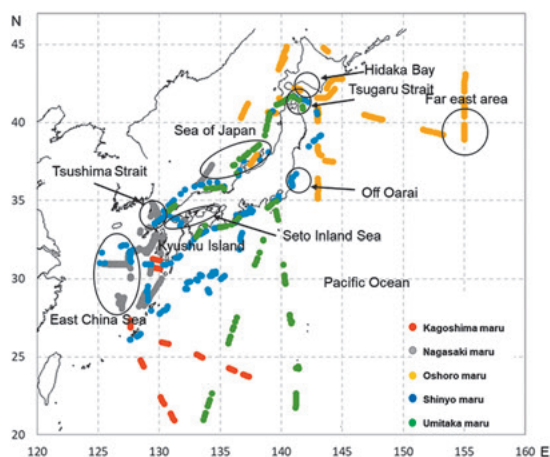 N
45
40
35
30
25
20
120 125 130 135 140 145 150 155 160 E
Hidaka Bay
Tsugaru Strait
Far east area
Sea of Japan
Tsushima Strait
Off Oarai
Seto Inland Sea
Kyushu Island
Pacific Ocean
East China Sea
Kagoshima maru
Nagasaki maru
Oshoro maru
Shinyo maru
Umitaka maru